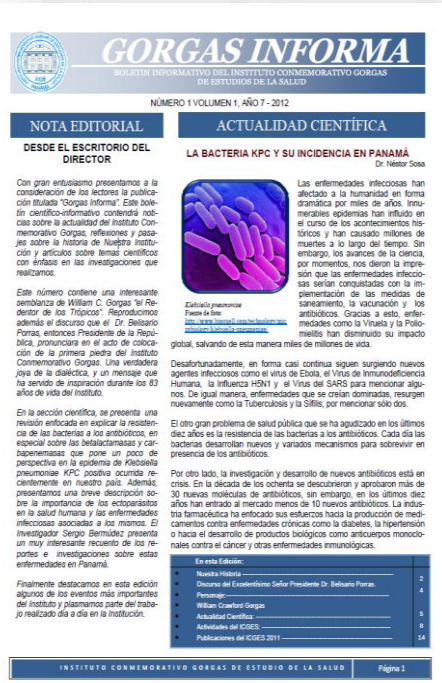 GORGAS INFORMA
BOLETIN INFORMATIVO DEL INSTITUTO CONMEMORATIVO GORGAS
DE ESTUDIOS DE LA SALUD
NÚMERO 1 VOLUMEN 1, AÑO 7 - 2012
NOTA EDITORIAL
DESDE EL ESCRITORIO DEL
DIRECTOR
Con gran entusiasmo presentamos a la
consideración de los lectores la publica-
ción titulada "Gorgas Informa". Este bole-
tín científico-informativo contendrá noti-
cias sobre la actualidad del Instituto Con-
memorativo Gorgas, reflexiones y pasa-
jes sobre la historia de Nuestra Institu-
ción y artículos sobre temas científicos
con énfasis en las investigaciones que
realizamos.
Este número contiene una interesante
semblanza de William C. Gorgas "el Re-
dentor de los Trópicos". Reproducimos
además el discurso que el Dr. Belisario
Porras, entonces Presidente de la Repú-
blica, pronunciara en el acto de coloca-
ción de la primera piedra del Instituto
Conmemorativo Gorgas. Una verdadera
joya de la dialéctica, y un mensaje que
ha servido de inspiración durante los 83
años de vida del Instituto.
En la sección científica, se presenta una
revisión enfocada en explicar la resisten-
cia de las bacterias a los antibióticos, en
especial sobre las betalactamasas y car-
bapenemasas que pone un poco de
perspectiva en la epidemia de Klebsiella
pneumoniae KPC positiva ocurrida re-
cientemente en nuestro país. Además,
presentamos una breve descripción so-
bre la importancia de los ectoparásitos
en la salud humana y las enfermedades
infecciosas asociadas a los mismos. El
Investigador Sergio Bermúdez presenta
un muy interesante recuento de los re-
portes e investigaciones sobre estas
enfermedades en Panamá.
Finalmente destacamos en esta edición
algunos de los eventos más importantes
del instituto y plasmamos parte del traba-
jo realizado día a día en la Institución.
ACTUALIDAD CIENTÍFICA
LA BACTERIA KPC Y SU INCIDENCIA EN PANAMÁ
Dr. Néstor Sosa
Las enfermedades infecciosas han
afectado a la humanidad en forma
dramática por miles de años. Innu-
merables epidemias han influido en
el curso de los acontecimientos his-
tóricos y han causado millones de
muertes a lo largo del tiempo. Sin
embargo, los avances de la ciencia,
por momentos, nos dieron la impre-
sión que las enfermedades infeccio-
sas serían conquistadas con la im-
plementación de las medidas de
saneamiento, la vacunación y los
antibióticos. Gracias a esto, enfer-
medades como la Viruela y la Polio-
mielitis han disminuido su impacto
global, salvando de esta manera miles de millones de vida.
Klebsiella pneumoniae
Fuente de foto:
Desafortunadamente, en forma casi continua siguen surgiendo nuevos
agentes infecciosos como el virus de Ebola, el Virus de Inmunodeficiencia
Humana, la Influenza H5N1 y el Virus del SARS para mencionar algu-
nos. De igual manera, enfermedades que se creían dominadas, resurgen
nuevamente como la Tuberculosis y la Sífilis; por mencionar sólo dos.
El otro gran problema de salud pública que se ha agudizado en los últimos
diez años es la resistencia de las bacterias a los antibióticos. Cada día las
bacterias desarrollan nuevos y variados mecanismos para sobrevivir en
presencia de los antibióticos.
Por otro lado, la investigación y desarrollo de nuevos antibióticos está en
crisis. En la década de los ochenta se descubrieron y aprobaron más de
30 nuevas moléculas de antibióticos, sin embargo, en los últimos diez
años han entrado al mercado menos de 10 nuevos antibióticos. La indus-
tria farmacéutica ha enfocado sus esfuerzos hacia la producción de medi-
camentos contra enfermedades crónicas como la diabetes, la hipertensión
o hacia el desarrollo de productos biológicos como anticuerpos monoclo-
nales contra el cáncer y otras enfermedades inmunológicas.
En esta Edición:
Nuestra Historia 2
Discurso del Excelentísimo Señor Presidente Dr. Belisario Porras. 4
Personaje:
William Crawford Gorgas
Actualidad Científica: 5
Actividades del ICGES: 8
Publicaciones del ICGES 2011 14
INSTITUTO CONMEMORATIVO GORGAS DE ESTUDIO DE LA SALUD
Página 1